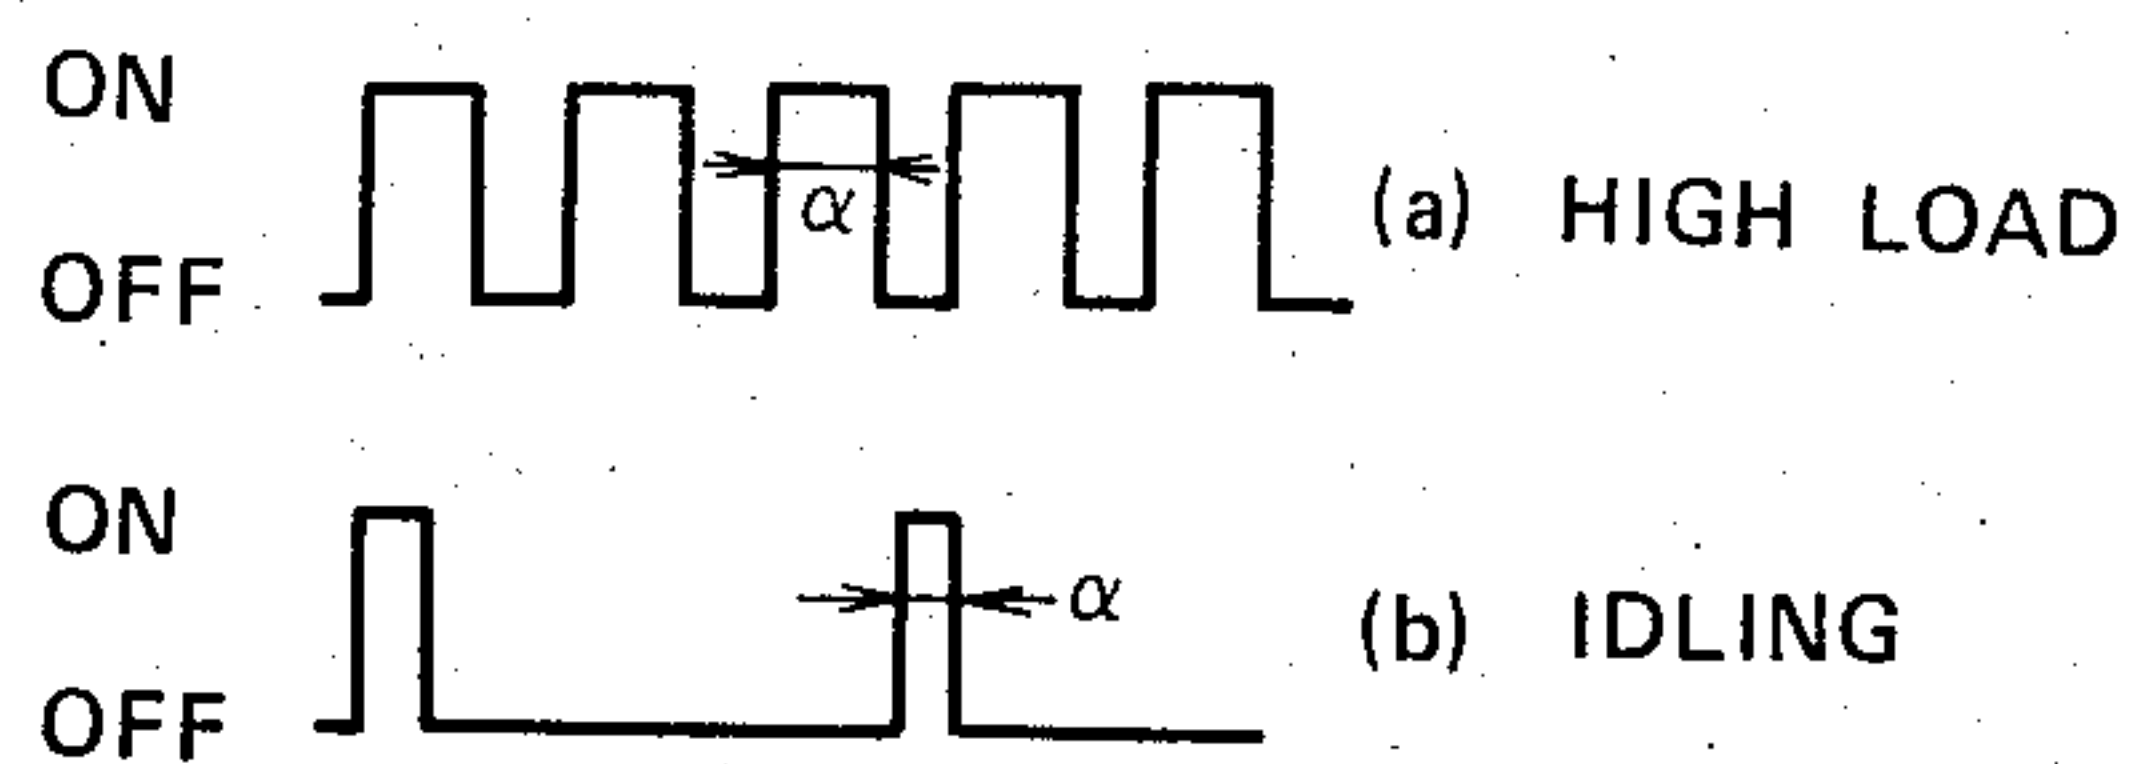 ON
OFF
α
(a) HIGH LOAD
ON
OFF
α
(b) IDLING